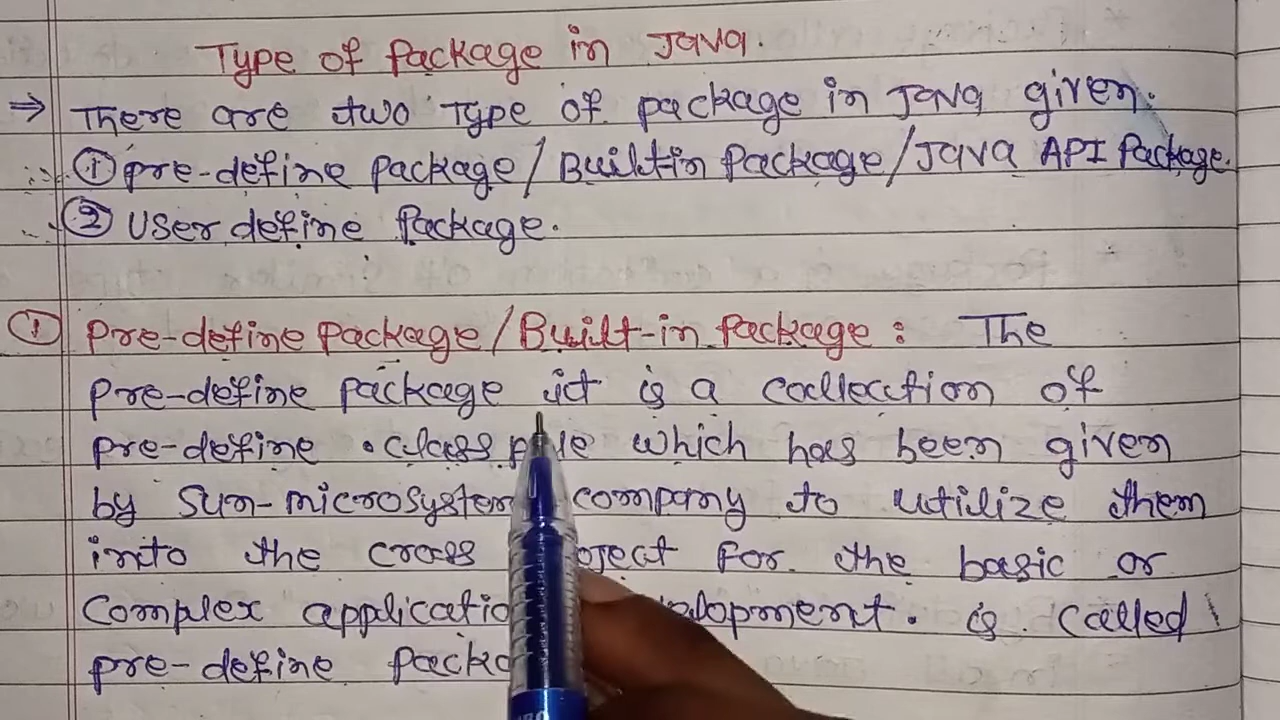 Type of Package in Java.
⇒ There are two Type of package in Java given.
① pre-define package/Built-in Package/Java API Package.
② User define Package.
① Pre-define Package/Built-in Package: The
Pre-define package it is a collection of
pre-define .class which has been given
by Sun-microsystem company to utilize them
into the cross for the basic or
Complex is called
pre-define